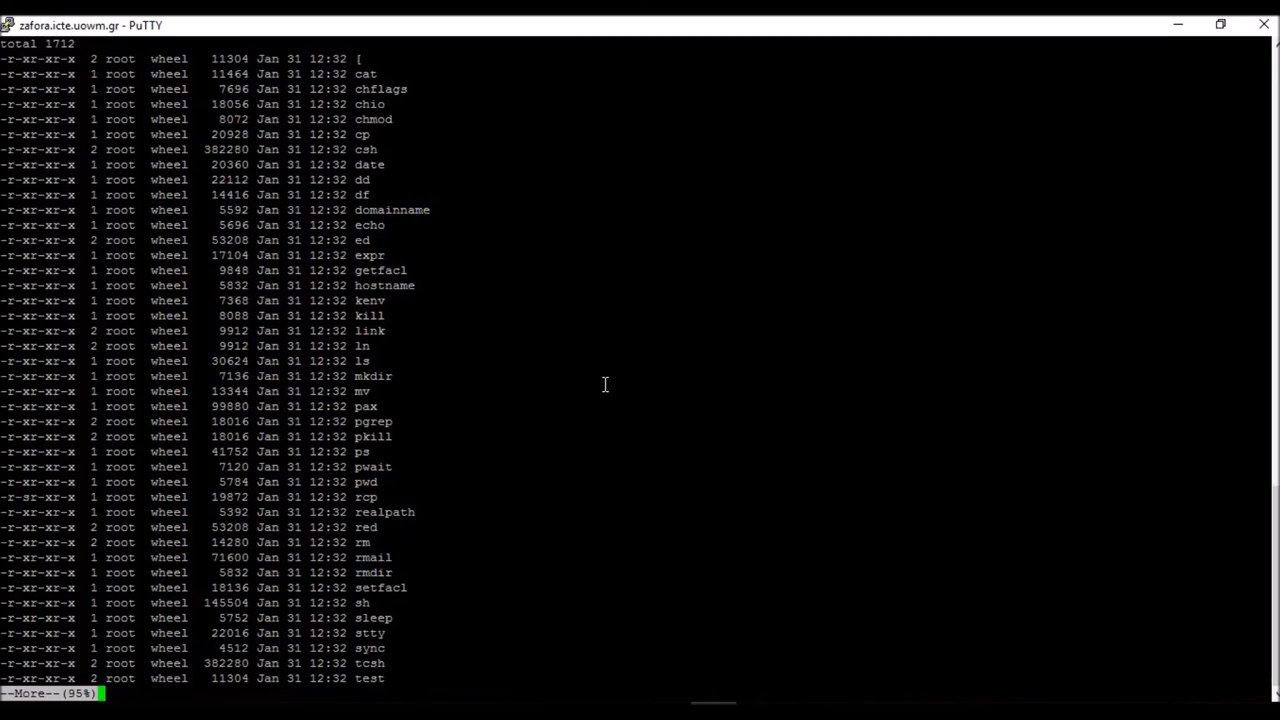 zafora.icte.uowm.gr - PuTTY
total 1712
-r-xr-xr-x  2 root  wheel   11304 Jan 31 12:32 [
-r-xr-xr-x  1 root  wheel   11464 Jan 31 12:32 cat
-r-xr-xr-x  1 root  wheel    7696 Jan 31 12:32 chflags
-r-xr-xr-x  1 root  wheel   18056 Jan 31 12:32 chio
-r-xr-xr-x  1 root  wheel    8072 Jan 31 12:32 chmod
-r-xr-xr-x  1 root  wheel   20928 Jan 31 12:32 cp
-r-xr-xr-x  2 root  wheel  382280 Jan 31 12:32 csh
-r-xr-xr-x  1 root  wheel   20360 Jan 31 12:32 date
-r-xr-xr-x  1 root  wheel   22112 Jan 31 12:32 dd
-r-xr-xr-x  1 root  wheel   14416 Jan 31 12:32 df
-r-xr-xr-x  1 root  wheel    5592 Jan 31 12:32 domainname
-r-xr-xr-x  1 root  wheel    5696 Jan 31 12:32 echo
-r-xr-xr-x  2 root  wheel   53208 Jan 31 12:32 ed
-r-xr-xr-x  1 root  wheel   17104 Jan 31 12:32 expr
-r-xr-xr-x  1 root  wheel    9848 Jan 31 12:32 getfacl
-r-xr-xr-x  1 root  wheel    5832 Jan 31 12:32 hostname
-r-xr-xr-x  1 root  wheel    7368 Jan 31 12:32 kenv
-r-xr-xr-x  1 root  wheel    8088 Jan 31 12:32 kill
-r-xr-xr-x  2 root  wheel    9912 Jan 31 12:32 link
-r-xr-xr-x  2 root  wheel    9912 Jan 31 12:32 ln
-r-xr-xr-x  1 root  wheel   30624 Jan 31 12:32 ls
-r-xr-xr-x  1 root  wheel    7136 Jan 31 12:32 mkdir
-r-xr-xr-x  1 root  wheel   13344 Jan 31 12:32 mv
-r-xr-xr-x  1 root  wheel   99880 Jan 31 12:32 pax
-r-xr-xr-x  2 root  wheel   18016 Jan 31 12:32 pgrep
-r-xr-xr-x  2 root  wheel   18016 Jan 31 12:32 pkill
-r-xr-xr-x  1 root  wheel   41752 Jan 31 12:32 ps
-r-xr-xr-x  1 root  wheel    7120 Jan 31 12:32 pwait
-r-xr-xr-x  1 root  wheel    5784 Jan 31 12:32 pwd
-r-sr-xr-x  1 root  wheel   19872 Jan 31 12:32 rcp
-r-xr-xr-x  1 root  wheel    5392 Jan 31 12:32 realpath
-r-xr-xr-x  2 root  wheel   53208 Jan 31 12:32 red
-r-xr-xr-x  2 root  wheel   14280 Jan 31 12:32 rm
-r-xr-xr-x  1 root  wheel   71600 Jan 31 12:32 rmail
-r-xr-xr-x  1 root  wheel    5832 Jan 31 12:32 rmdir
-r-xr-xr-x  1 root  wheel   18136 Jan 31 12:32 setfacl
-r-xr-xr-x  1 root  wheel  145504 Jan 31 12:32 sh
-r-xr-xr-x  1 root  wheel    5752 Jan 31 12:32 sleep
-r-xr-xr-x  1 root  wheel   22016 Jan 31 12:32 stty
-r-xr-xr-x  1 root  wheel    4512 Jan 31 12:32 sync
-r-xr-xr-x  2 root  wheel  382280 Jan 31 12:32 tcsh
-r-xr-xr-x  2 root  wheel   11304 Jan 31 12:32 test
--More--(95%)